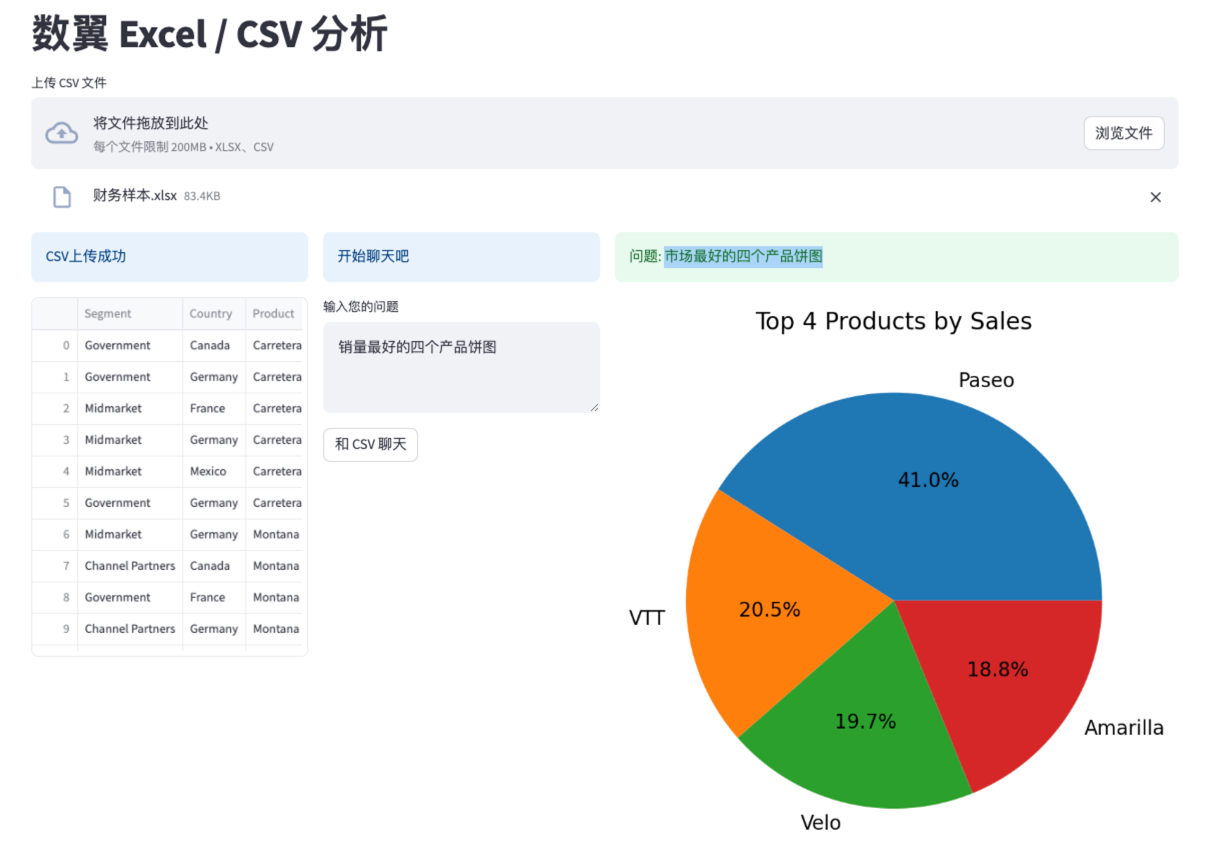 数翼 Excel / CSV 分析
上传 CSV 文件
将文件拖放到此处
每个文件限制 200MB • XLSX、CSV
浏览文件
财务样本.xlsx 83.4KB
CSV上传成功
Segment Country Product
0 Government Canada Carretera
1 Government Germany Carretera
2 Midmarket France Carretera
3 Midmarket Germany Carretera
4 Midmarket Mexico Carretera
5 Government Germany Carretera
6 Midmarket Germany Montana
7 Channel Partners Canada Montana
8 Government France Montana
9 Channel Partners Germany Montana
开始聊天吧
输入您的问题
销量最好的四个产品饼图
和 CSV 聊天
问题: 市场最好的四个产品饼图
Top 4 Products by Sales
Paseo
41.0%
VTT
20.5%
18.8%
19.7%
Amarilla
Velo